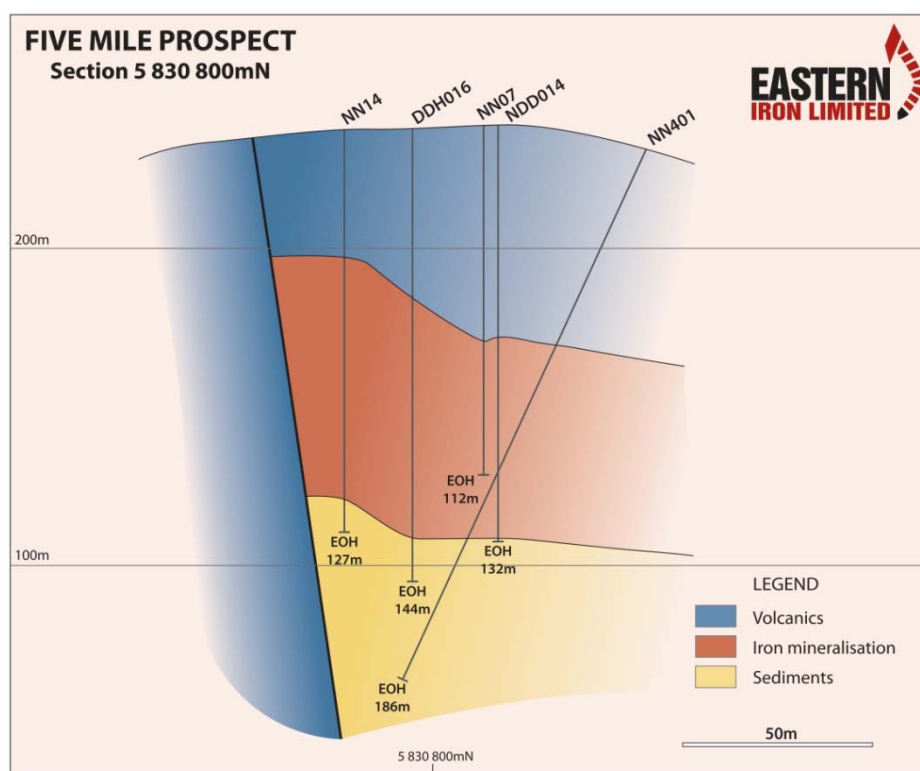 FIVE MILE PROSPECT
Section 5 830 800mN
EASTERN
IRON LIMITED
NN14
DDH016
NN07
NDD014
NN401
200m
EOH
112m
EOH
127m
EOH
132m
100m
EOH
144m
EOH
186m
LEGEND
Volcanics
Iron mineralisation
Sediments
50m
5 830 800mN